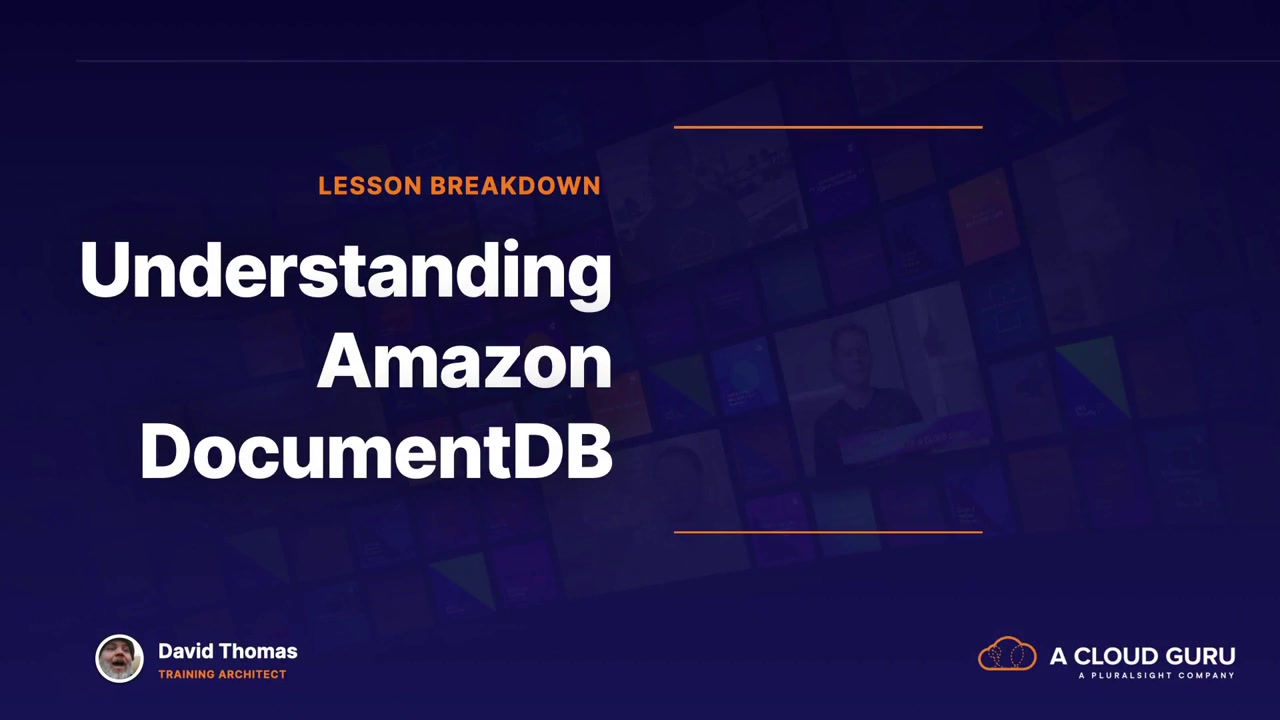 LESSON BREAKDOWN
Understanding
Amazon
DocumentDB
David Thomas
TRAINING ARCHITECT
A CLOUD GURU
A PLURALSIGHT COMPANY